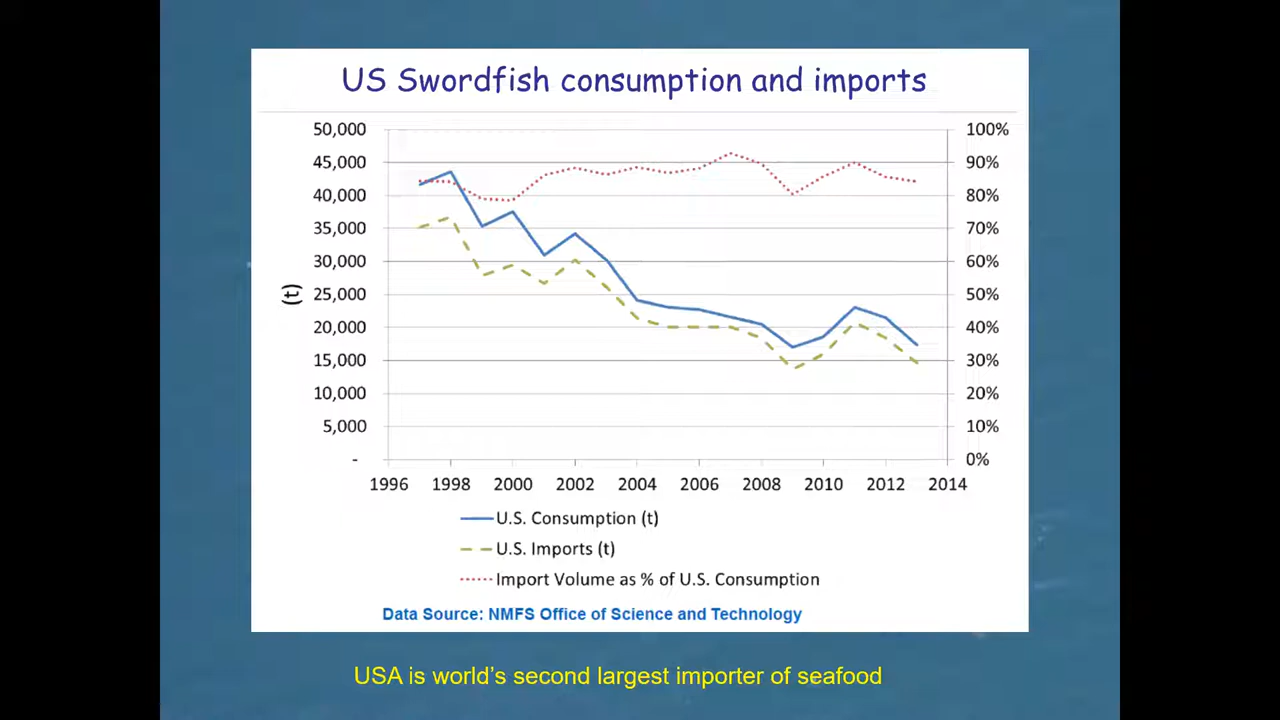 US Swordfish consumption and imports
50,000 100%
45,000 90%
40,000 80%
35,000 70%
30,000 60%
25,000 50%
(t)
20,000 40%
15,000 30%
10,000 20%
5,000 10%
- 0%
1996 1998 2000 2002 2004 2006 2008 2010 2012 2014
U.S. Consumption (t)
U.S. Imports (t)
Import Volume as % of U.S. Consumption
Data Source: NMFS Office of Science and Technology
USA is world’s second largest importer of seafood